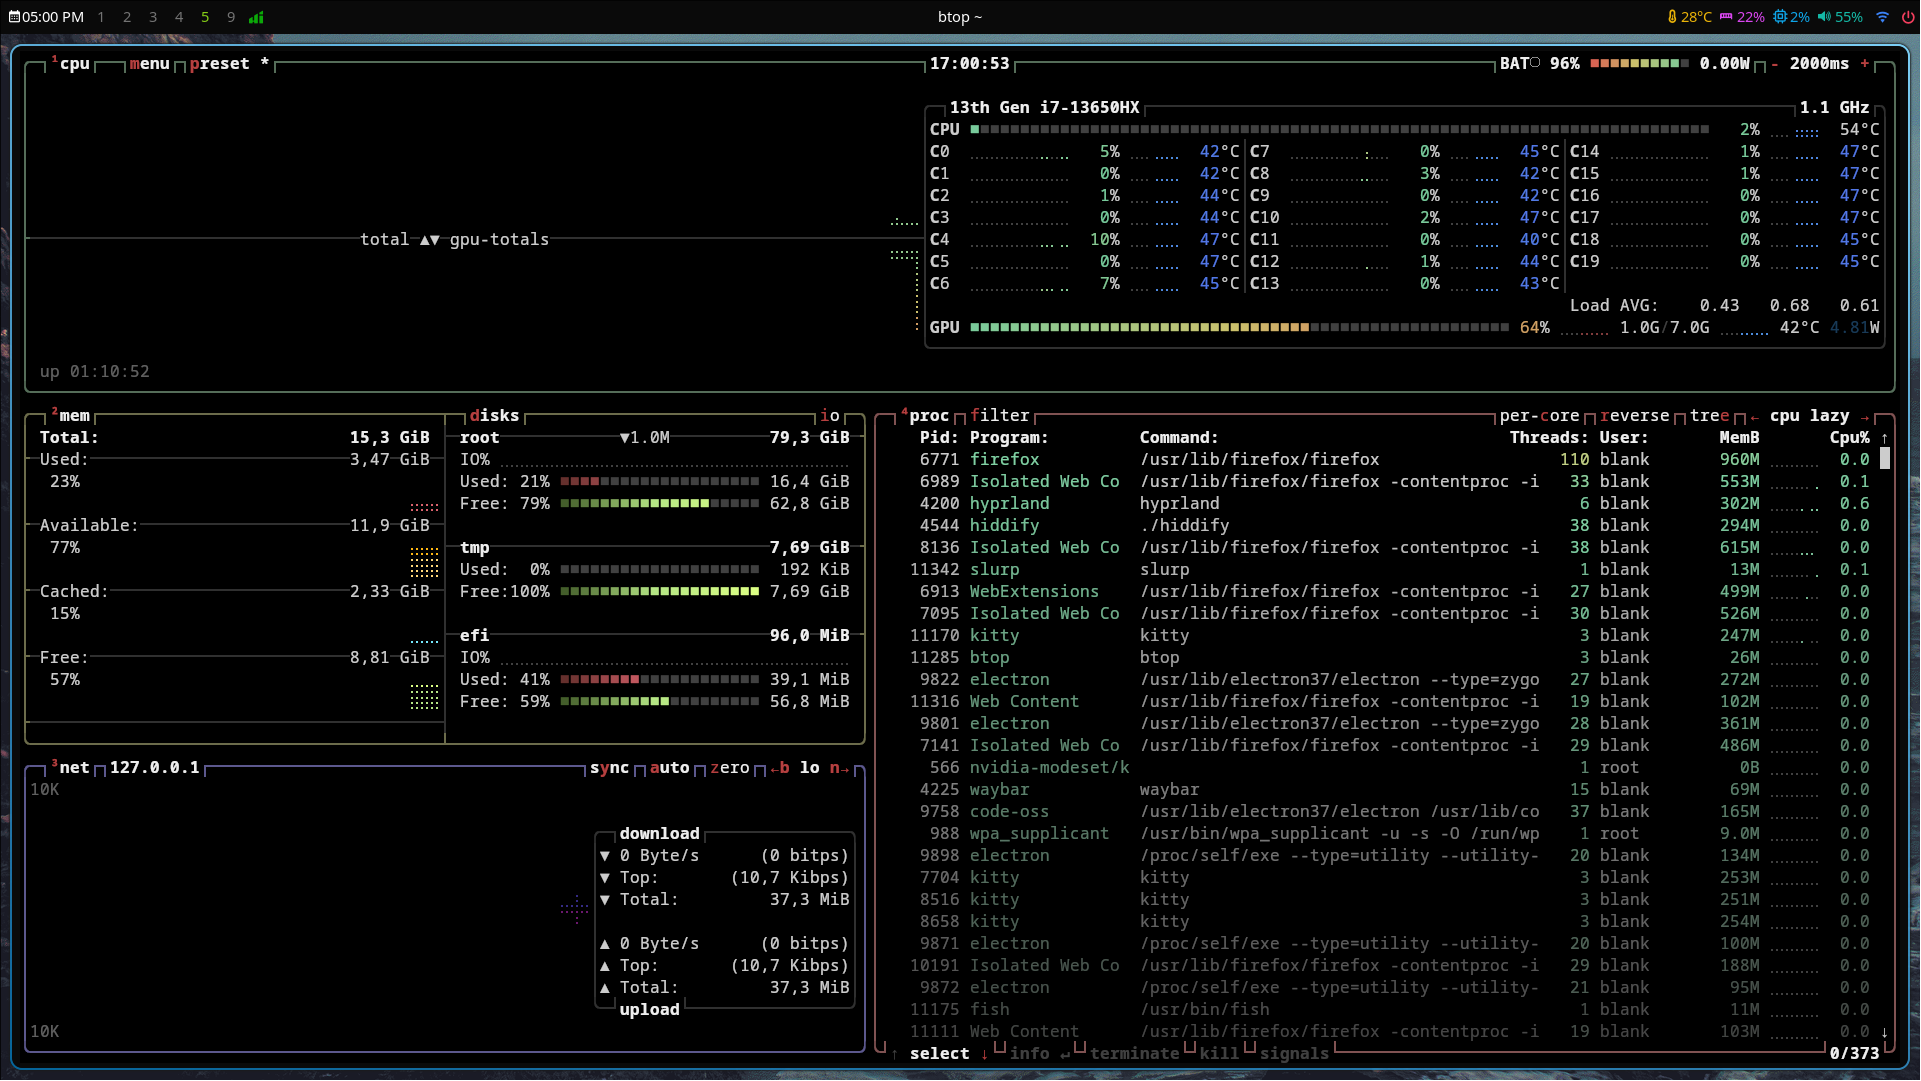 05:00 PM 1 2 3 4 5 9 btop ~ 28°C 22% 2% 55%
1cpu menu preset * 17:00:53 BAT 96% 0.00W - 2000ms +
13th Gen i7-13650HX 1.1 GHz
CPU 2% 54°C
C0 5% 42°C C7 0% 45°C C14 1% 47°C
C1 0% 42°C C8 3% 42°C C15 1% 47°C
C2 1% 44°C C9 0% 42°C C16 0% 47°C
C3 0% 44°C C10 2% 47°C C17 0% 47°C
total ▲▼ gpu-totals C4 10% 47°C C11 0% 40°C C18 0% 45°C
C5 0% 47°C C12 1% 44°C C19 0% 45°C
C6 7% 45°C C13 0% 43°C
Load AVG: 0.43 0.68 0.61
GPU 64% 1.0G/7.0G 42°C 4.81W
up 01:10:52
2mem
Total: 15,3 GiB
Used: 3,47 GiB
23%
Available: 11,9 GiB
77%
Cached: 2,33 GiB
15%
Free: 8,81 GiB
57%
disks io
root ▼1.0M 79,3 GiB
IO%
Used: 21% 16,4 GiB
Free: 79% 62,8 GiB
tmp 7,69 GiB
Used: 0% 192 KiB
Free:100% 7,69 GiB
efi 96,0 MiB
IO%
Used: 41% 39,1 MiB
Free: 59% 56,8 MiB
3net 127.0.0.1 sync auto zero ←b lo n→
10K
download
▼ 0 Byte/s (0 bitps)
▼ Top: (10,7 Kibps)
▼ Total: 37,3 MiB
▲ 0 Byte/s (0 bitps)
▲ Top: (10,7 Kibps)
▲ Total: 37,3 MiB
upload
10K
4proc filter per-core reverse tree ← cpu lazy →
Pid: Program: Command: Threads: User: MemB Cpu% ↑
6771 firefox /usr/lib/firefox/firefox 110 blank 960M 0.0
6989 Isolated Web Co /usr/lib/firefox/firefox -contentproc -i 33 blank 553M 0.1
4200 hyprland hyprland 6 blank 302M 0.6
4544 hiddify ./hiddify 38 blank 294M 0.0
8136 Isolated Web Co /usr/lib/firefox/firefox -contentproc -i 38 blank 615M 0.0
11342 slurp slurp 1 blank 13M 0.1
6913 WebExtensions /usr/lib/firefox/firefox -contentproc -i 27 blank 499M 0.0
7095 Isolated Web Co /usr/lib/firefox/firefox -contentproc -i 30 blank 526M 0.0
11170 kitty kitty 3 blank 247M 0.0
11285 btop btop 3 blank 26M 0.0
9822 electron /usr/lib/electron37/electron --type=zygo 27 blank 272M 0.0
11316 Web Content /usr/lib/firefox/firefox -contentproc -i 19 blank 102M 0.0
9801 electron /usr/lib/electron37/electron --type=zygo 28 blank 361M 0.0
7141 Isolated Web Co /usr/lib/firefox/firefox -contentproc -i 29 blank 486M 0.0
566 nvidia-modeset/k 1 root 0B 0.0
4225 waybar waybar 15 blank 69M 0.0
9758 code-oss /usr/lib/electron37/electron /usr/lib/co 37 blank 165M 0.0
988 wpa_supplicant /usr/bin/wpa_supplicant -u -s -O /run/wp 1 root 9.0M 0.0
9898 electron /proc/self/exe --type=utility --utility- 20 blank 134M 0.0
7704 kitty kitty 3 blank 253M 0.0
8516 kitty kitty 3 blank 251M 0.0
8658 kitty kitty 3 blank 254M 0.0
9871 electron /proc/self/exe --type=utility --utility- 20 blank 100M 0.0
10191 Isolated Web Co /usr/lib/firefox/firefox -contentproc -i 29 blank 188M 0.0
9872 electron /proc/self/exe --type=utility --utility- 21 blank 95M 0.0
11175 fish /usr/bin/fish 1 blank 11M 0.0
11111 Web Content /usr/lib/firefox/firefox -contentproc -i 19 blank 103M 0.0 ↓
↑ select ↓ info ↵ terminate kill signals 0/373